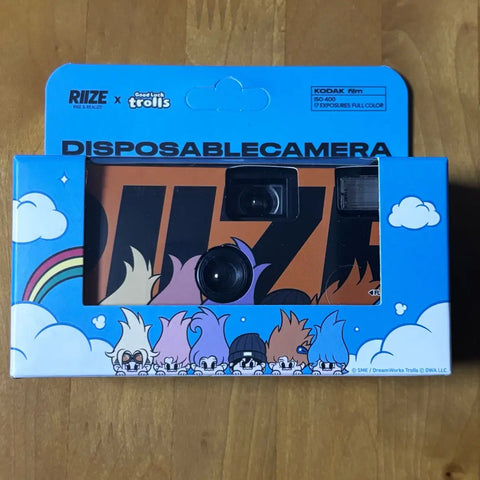 RIIZE
RISE & REALIZE
x
Good Luck
trolls
KODAK film
ISO-400
17 EXPOSURES FULL COLOR
DISPOSABLECAMERA
RIIZE
© SME / DreamWorks Trolls © DWA LLC.